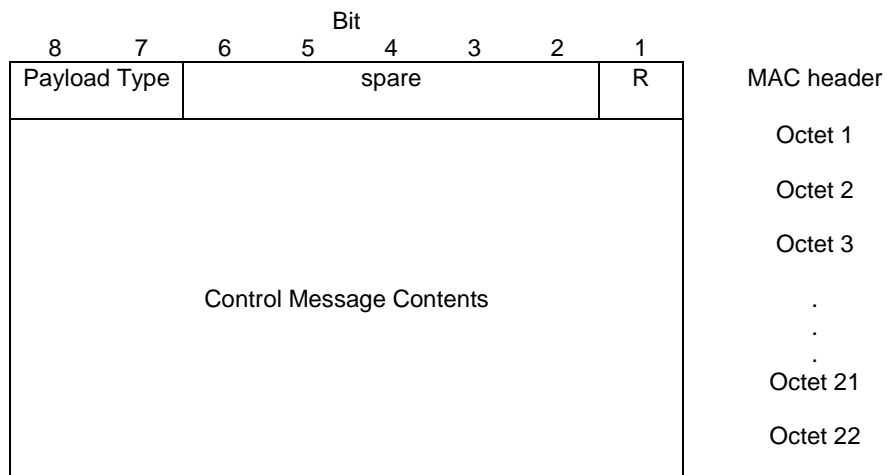 Bit
8 7 6 5 4 3 2 1
Payload Type spare R MAC header
Octet 1
Octet 2
Octet 3
Control Message Contents .
.
.
Octet 21
Octet 22